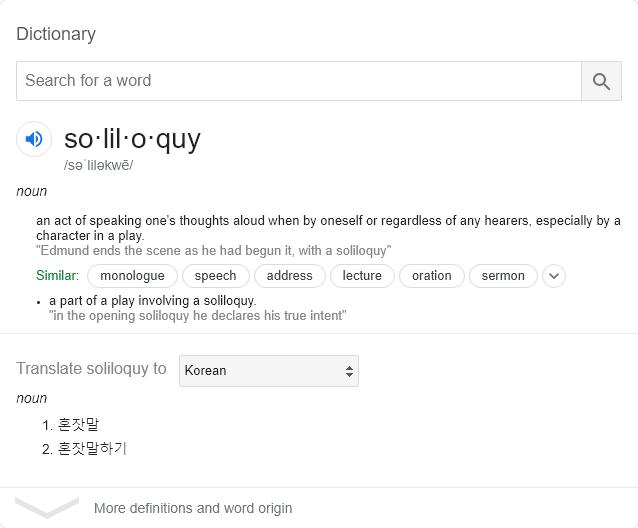 Dictionary
Search for a word
so·lil·o·quy
/səˈliləkwē/
noun
an act of speaking one's thoughts aloud when by oneself or regardless of any hearers, especially by a
character in a play.
"Edmund ends the scene as he had begun it, with a soliloquy"
Similar: monologue speech address lecture oration sermon
• a part of a play involving a soliloquy.
"in the opening soliloquy he declares his true intent"
Translate soliloquy to Korean
noun
1. 혼잣말
2. 혼잣말하기
More definitions and word origin